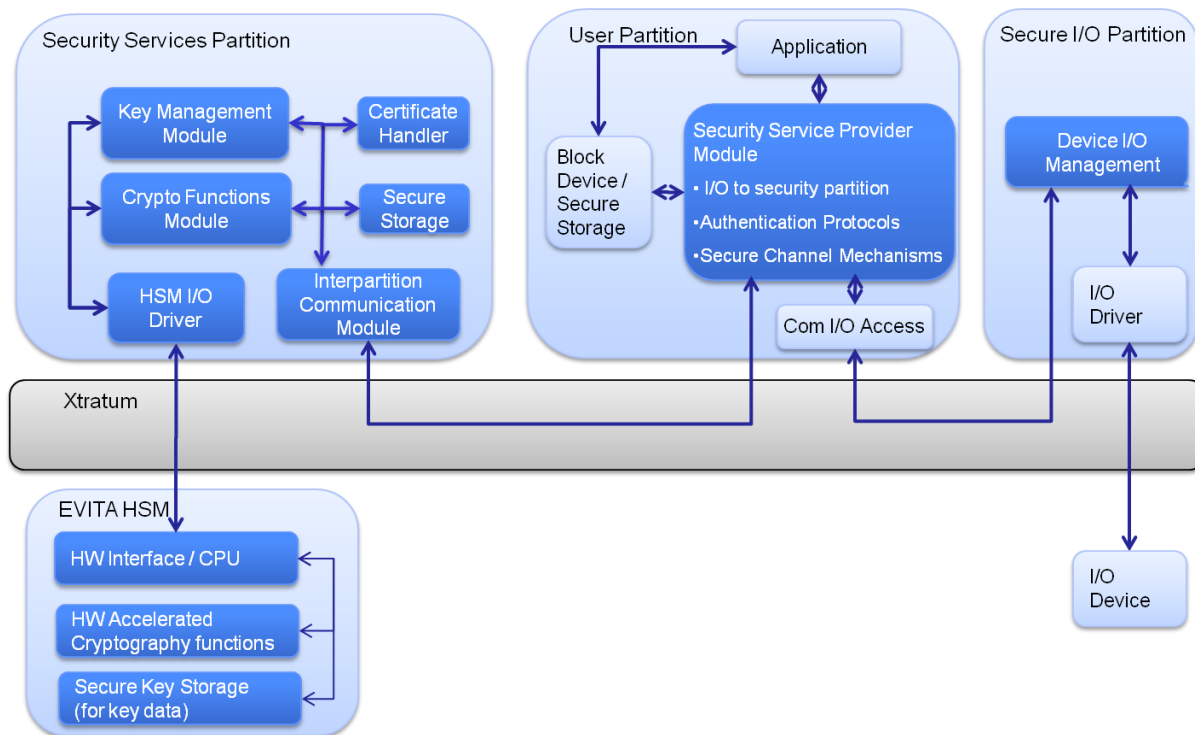 Security Services Partition
Key Management
Module
Certificate
Handler
Crypto Functions
Module
Secure
Storage
HSM I/O
Driver
Interpartition
Communication
Module
User Partition
Application
Block
Device /
Secure
Storage
Security Service Provider
Module
• I/O to security partition
• Authentication Protocols
•Secure Channel Mechanisms
Com I/O Access
Secure I/O Partition
Device I/O
Management
I/O
Driver
Xtratum
EVITA HSM
HW Interface / CPU
HW Accelerated
Cryptography functions
Secure Key Storage
(for key data)
I/O
Device